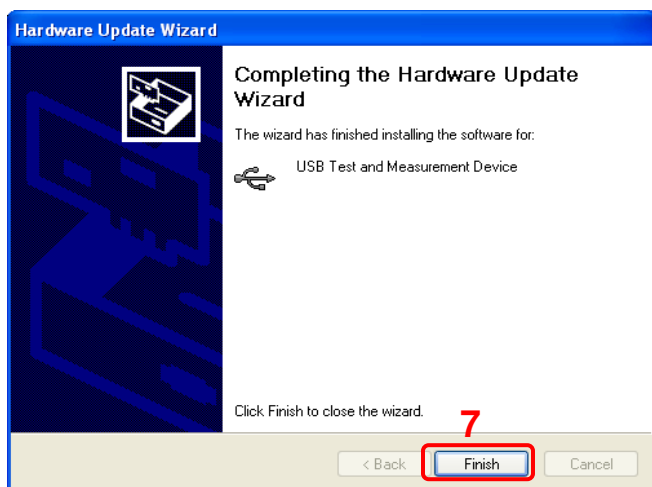 Hardware Update Wizard
Completing the Hardware Update
Wizard
The wizard has finished installing the software for:
USB Test and Measurement Device
Click Finish to close the wizard.
7
< Back
Finish
Cancel